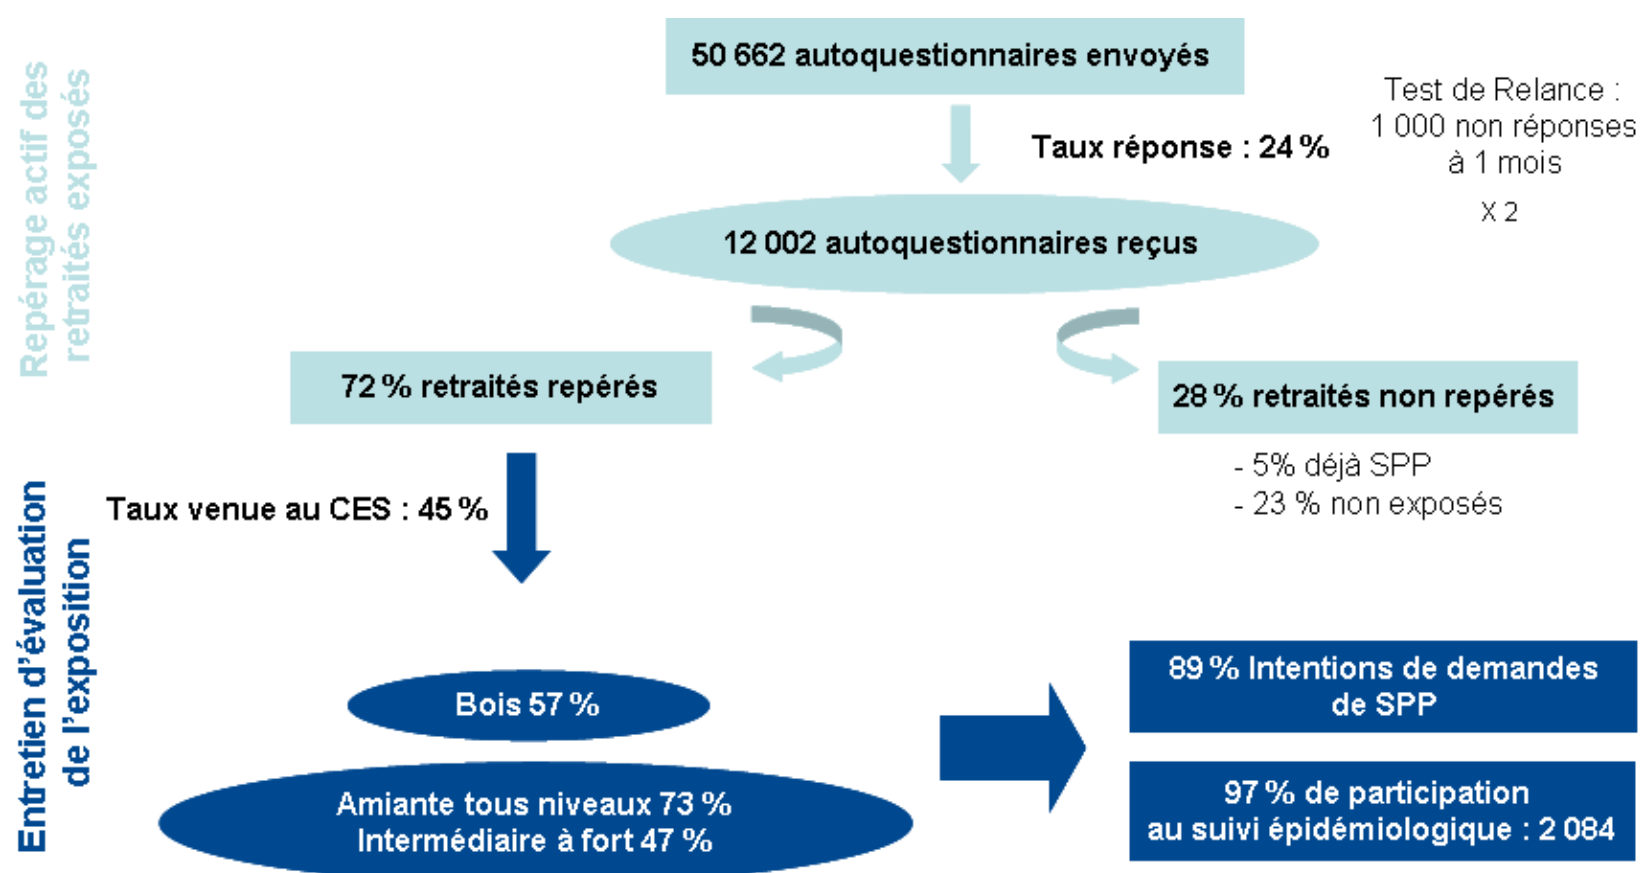 Repérage actif des
retraités exposés
50 662 autoquestionnaires envoyés
Test de Relance :
1 000 non réponses
à 1 mois
X 2
Taux réponse : 24 %
12 002 autoquestionnaires reçus
72 % retraités repérés
28 % retraités non repérés
- 5% déjà SPP
- 23 % non exposés
Entretien d'évaluation
de l'exposition
Taux venue au CES : 45 %
Bois 57 %
Amiante tous niveaux 73 %
Intermédiaire à fort 47 %
89 % Intentions de demandes
de SPP
97 % de participation
au suivi épidémiologique : 2 084